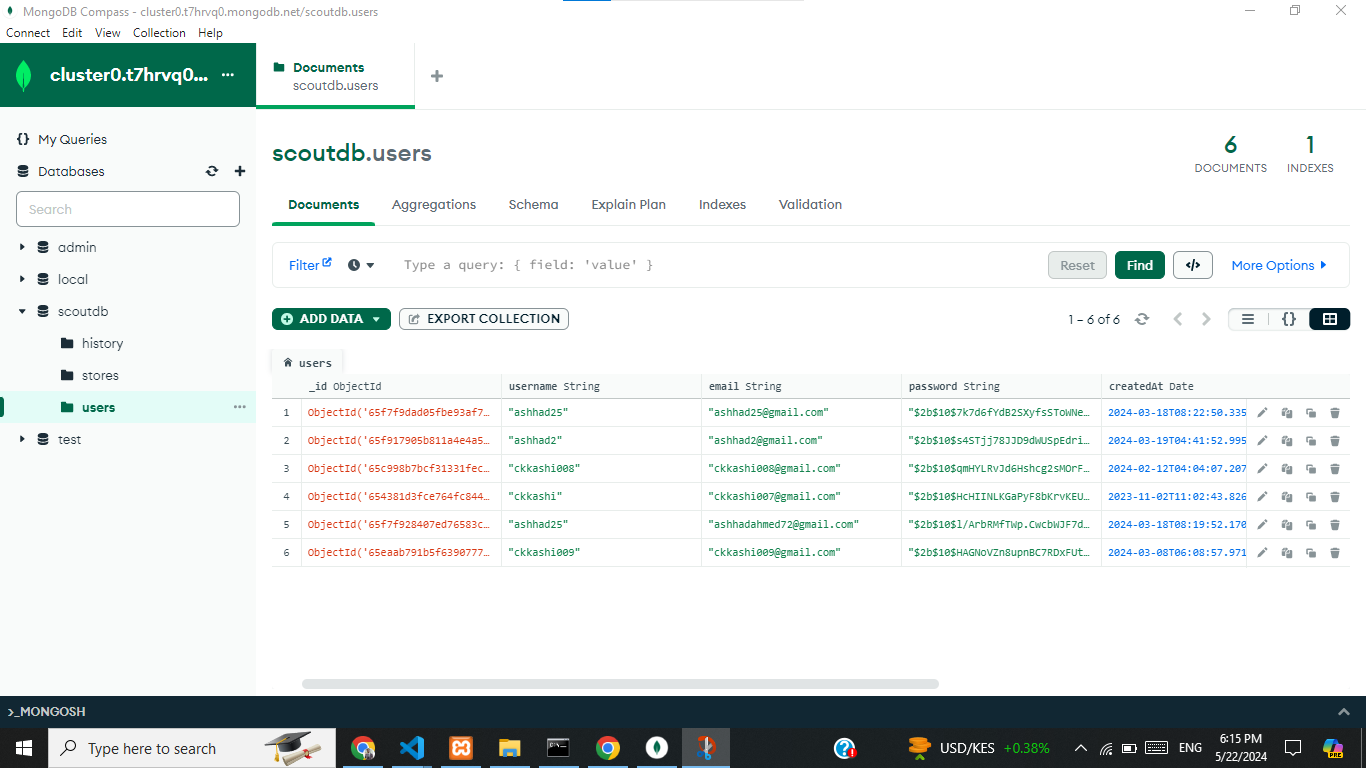 MongoDB Compass - cluster0.t7hrvq0.mongodb.net/scoutdb.users
Connect Edit View Collection Help
cluster0.t7hrvq0... ...
Documents
scoutdb.users
+
{} My Queries
Databases
Search
admin
local
scoutdb
history
stores
users ...
test
scoutdb.users
6
DOCUMENTS
1
INDEXES
Documents Aggregations Schema Explain Plan Indexes Validation
Filter Type a query: { field: 'value' } Reset Find </> More Options
ADD DATA EXPORT COLLECTION 1 – 6 of 6 {}
users
_id ObjectId username String email String password String createdAt Date
1 ObjectId('65f7f9dad05fbe93af7... "ashhad25" "ashhad25@gmail.com" "$2b$10$7k7d6fYdB2SXyfsSToWNe... 2024-03-18T08:22:50.335
2 ObjectId('65f917905b811a4e4a5... "ashhad2" "ashhad2@gmail.com" "$2b$10$s4STjj78JJD9dWUSpEdri... 2024-03-19T04:41:52.995
3 ObjectId('65c998b7bcf31331fec... "ckkashi008" "ckkashi008@gmail.com" "$2b$10$qmHYLRvJd6Hshcg2sMOrF... 2024-02-12T04:04:07.207
4 ObjectId('654381d3fce764fc844... "ckkashi" "ckkashi007@gmail.com" "$2b$10$HcHIINLKGaPyF8bKrvKEU... 2023-11-02T11:02:43.826
5 ObjectId('65f7f928407ed76583c... "ashhad25" "ashhadahmed72@gmail.com" "$2b$10$l/ArbRMfTWp.CwcbWJF7d... 2024-03-18T08:19:52.170
6 ObjectId('65eaab791b5f6390777... "ckkashi009" "ckkashi009@gmail.com" "$2b$10$HAGNoVZn8upnBC7RDxFUt... 2024-03-08T06:08:57.971
>_MONGOSH
Type here to search
USD/KES +0.38%
ENG
6:15 PM
5/22/2024
PRE